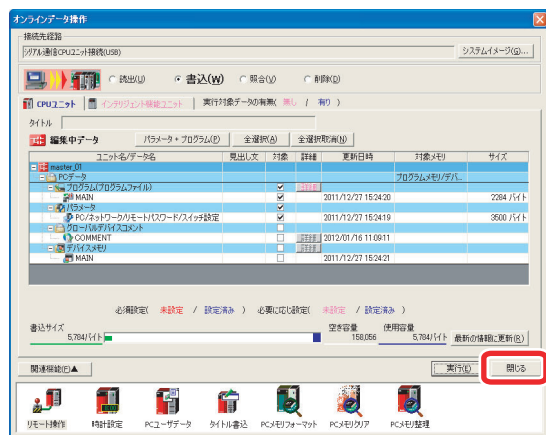 オンラインデータ操作
接続先経路
シリアル通信CPUユニット接続(USB)
システムイメージ(G)...
読出(U) 書込(W) 照合(V) 削除(D)
CPUユニット インテリジェント機能ユニット 実行対象データの有無( 無し / 有り )
タイトル
編集中データ パラメータ+プログラム(P) 全選択(A) 全選択取消(N)
ユニット名/データ名 見出し文 対象 詳細 更新日時 対象メモリ サイズ
master_01
PCデータ プログラムメモリ/デバ...
プログラム(プログラムファイル) 詳細
MAIN 2011/12/27 15:24:20 2284 バイト
パラメータ
PC/ネットワーク/リモートパスワード/スイッチ設定 2011/12/27 15:24:19 3500 バイト
グローバルデバイスコメント
COMMENT 詳細 2012/01/16 11:09:11
デバイスメモリ 詳細
MAIN 2011/12/27 15:24:21
必須設定( 未設定 / 設定済み ) 必要に応じ設定( 未設定 / 設定済み )
書込サイズ 空き容量 使用容量
5,784バイト 158,056 5,784バイト 最新の情報に更新(R)
関連機能(F)▲ 実行(E) 閉じる
リモート操作 時計設定 PCユーザデータ タイトル書込 PCメモリフォーマット PCメモリクリア PCメモリ整理